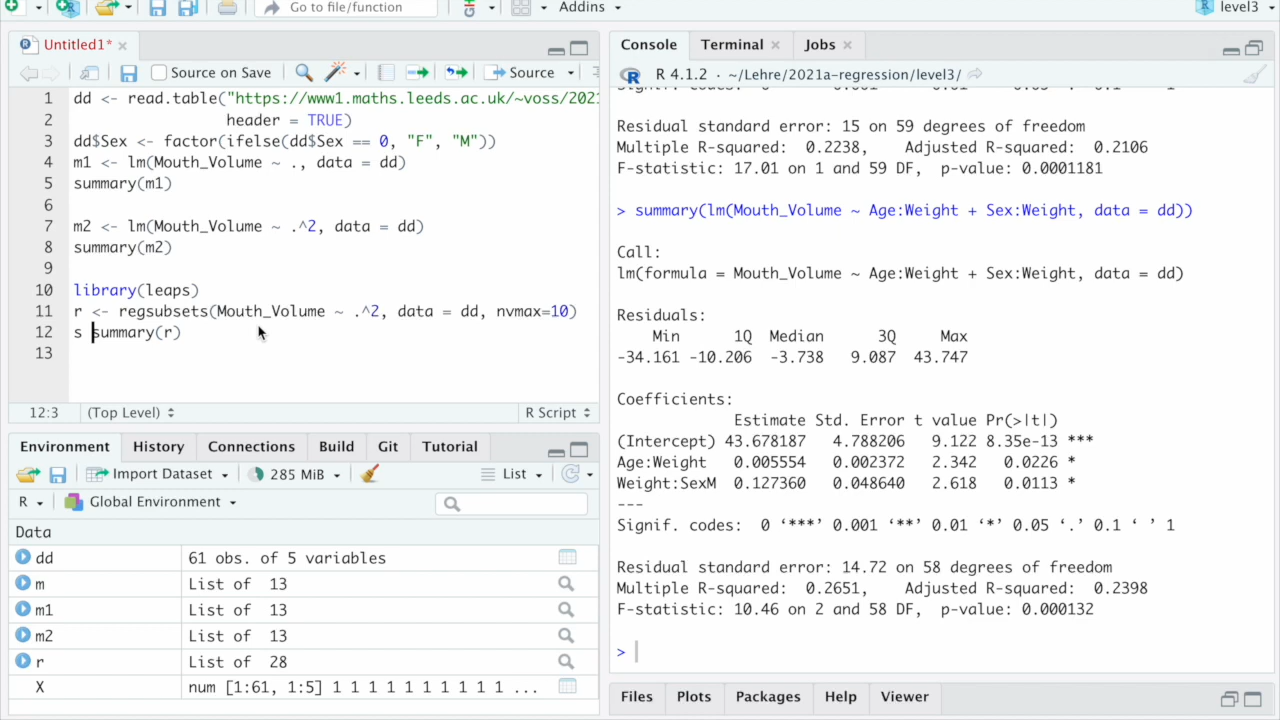 Go to file/function
Addins
level3
Untitled1*
Source on Save
Source
1 dd <- read.table("https://www1.maths.leeds.ac.uk/~voss/202
2 header = TRUE)
3 dd$Sex <- factor(ifelse(dd$Sex == 0, "F", "M"))
4 m1 <- lm(Mouth_Volume ~ ., data = dd)
5 summary(m1)
6
7 m2 <- lm(Mouth_Volume ~ .^2, data = dd)
8 summary(m2)
9
10 library(leaps)
11 r <- regsubsets(Mouth_Volume ~ .^2, data = dd, nvmax=10)
12 s summary(r)
13
12:3 (Top Level) R Script
Environment History Connections Build Git Tutorial
Import Dataset 285 MiB List
R Global Environment
Data
dd 61 obs. of 5 variables
m List of 13
m1 List of 13
m2 List of 13
r List of 28
X num [1:61, 1:5] 1 1 1 1 1 1 1 1 1 1 ...
Console Terminal Jobs
R 4.1.2 · ~/Lehre/2021a-regression/level3/
Residual standard error: 15 on 59 degrees of freedom
Multiple R-squared: 0.2238, Adjusted R-squared: 0.2106
F-statistic: 17.01 on 1 and 59 DF, p-value: 0.0001181
> summary(lm(Mouth_Volume ~ Age:Weight + Sex:Weight, data = dd))
Call:
lm(formula = Mouth_Volume ~ Age:Weight + Sex:Weight, data = dd)
Residuals:
Min 1Q Median 3Q Max
-34.161 -10.206 -3.738 9.087 43.747
Coefficients:
Estimate Std. Error t value Pr(>|t|)
(Intercept) 43.678187 4.788206 9.122 8.35e-13 ***
Age:Weight 0.005554 0.002372 2.342 0.0226 *
Weight:SexM 0.127360 0.048640 2.618 0.0113 *
---
Signif. codes: 0 ‘***’ 0.001 ‘**’ 0.01 ‘*’ 0.05 ‘.’ 0.1 ‘ ’ 1
Residual standard error: 14.72 on 58 degrees of freedom
Multiple R-squared: 0.2651, Adjusted R-squared: 0.2398
F-statistic: 10.46 on 2 and 58 DF, p-value: 0.000132
>
Files Plots Packages Help Viewer